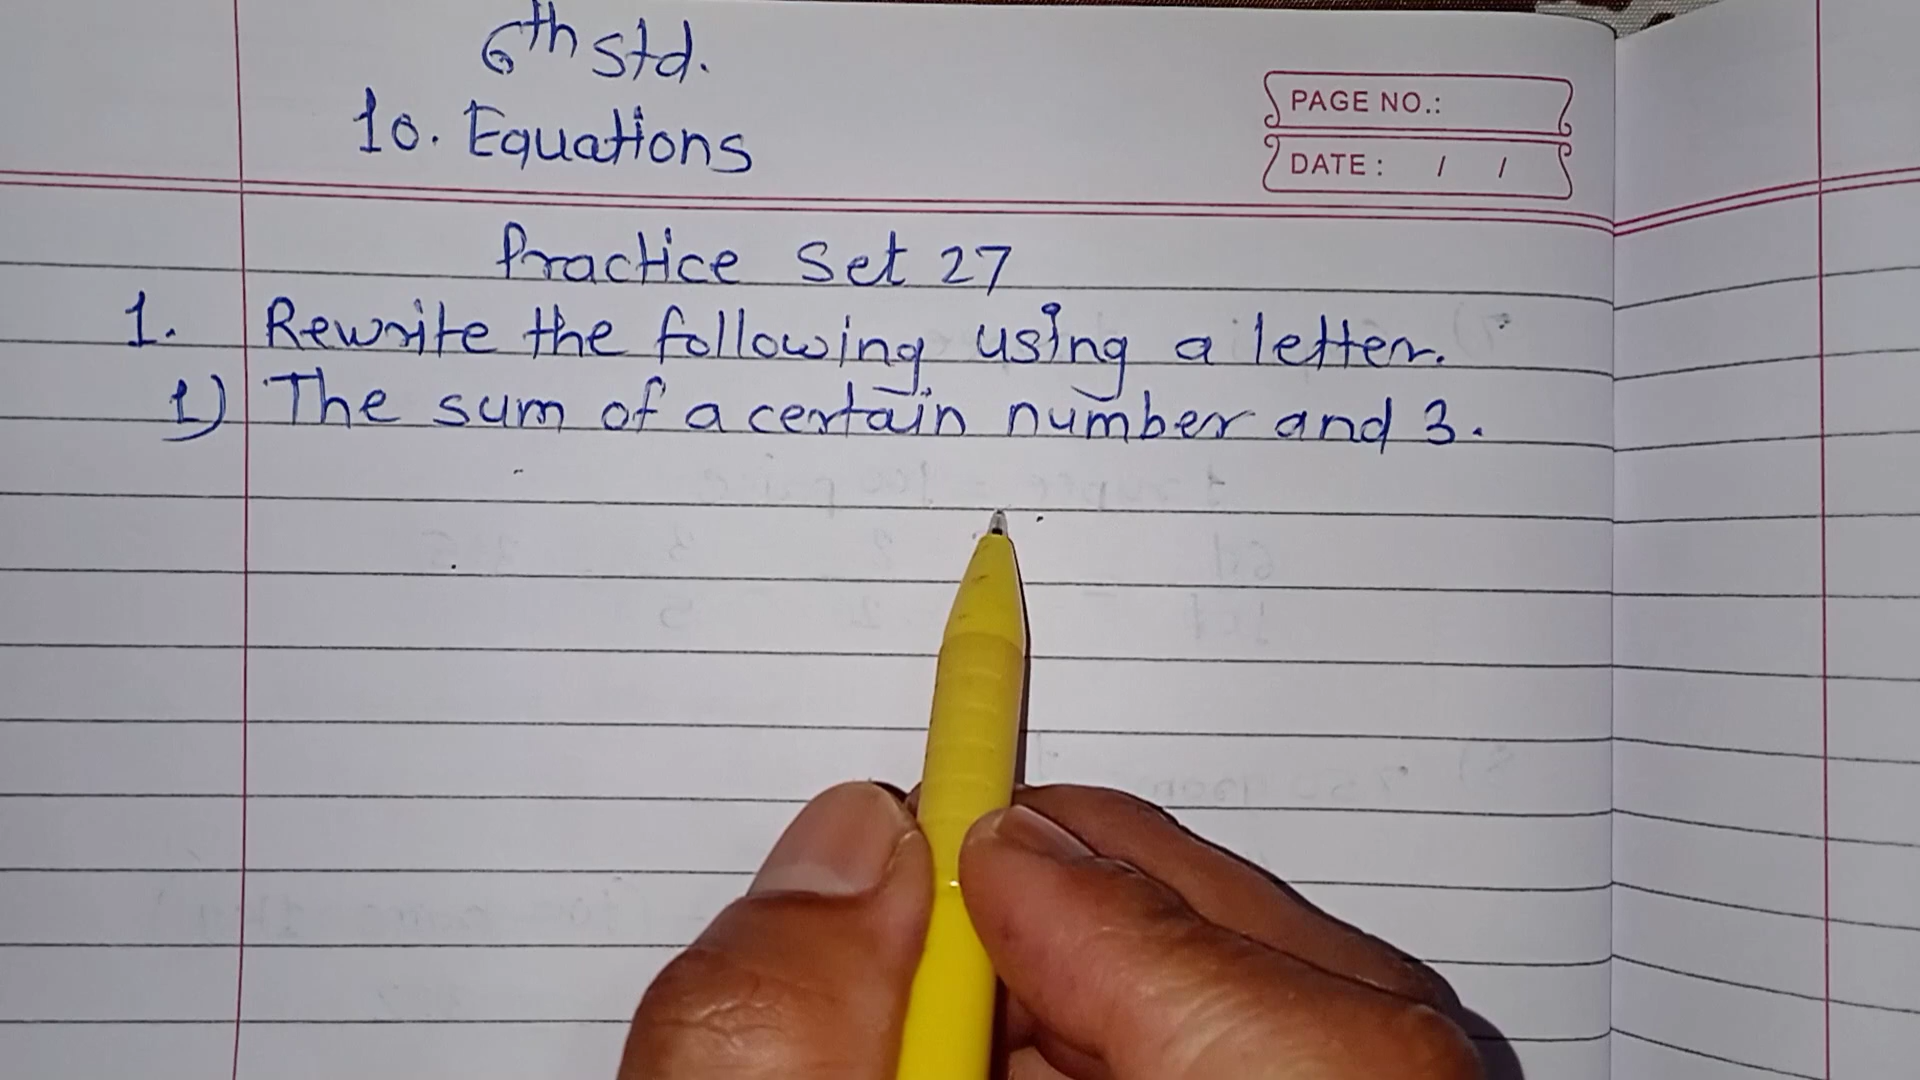 6th std.
10. Equations
PAGE NO.:
DATE: / /
Practice Set 27
1. Rewrite the following using a letter.
1) The sum of a certain number and 3.